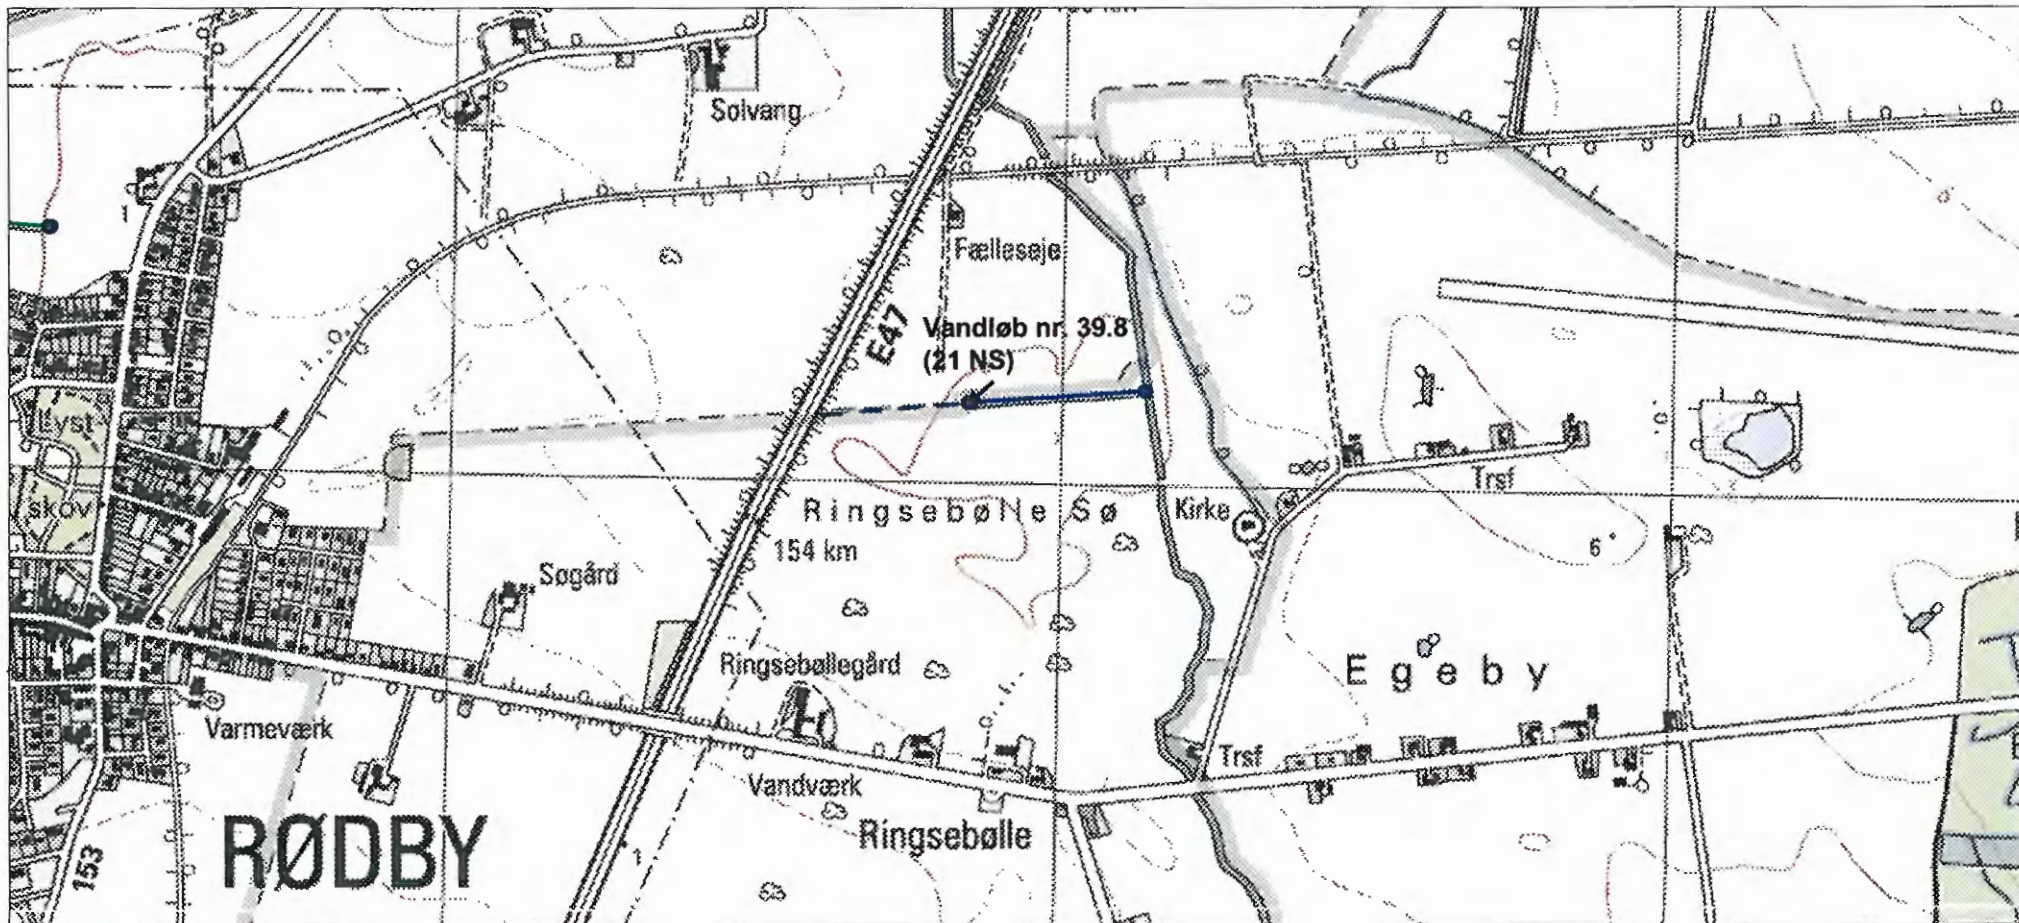 Solvang
1
Fælleseje
E47
Vandløb nr. 39.8
(21 NS)
Lyst
skov
Trsf
Ringsebølle Sø
Kirke
154 km
6
Søgård
Ringsebøllegård
Egeby
Varmeværk
Trsf
Vandværk
RØDBY
Ringsebølle
153
1